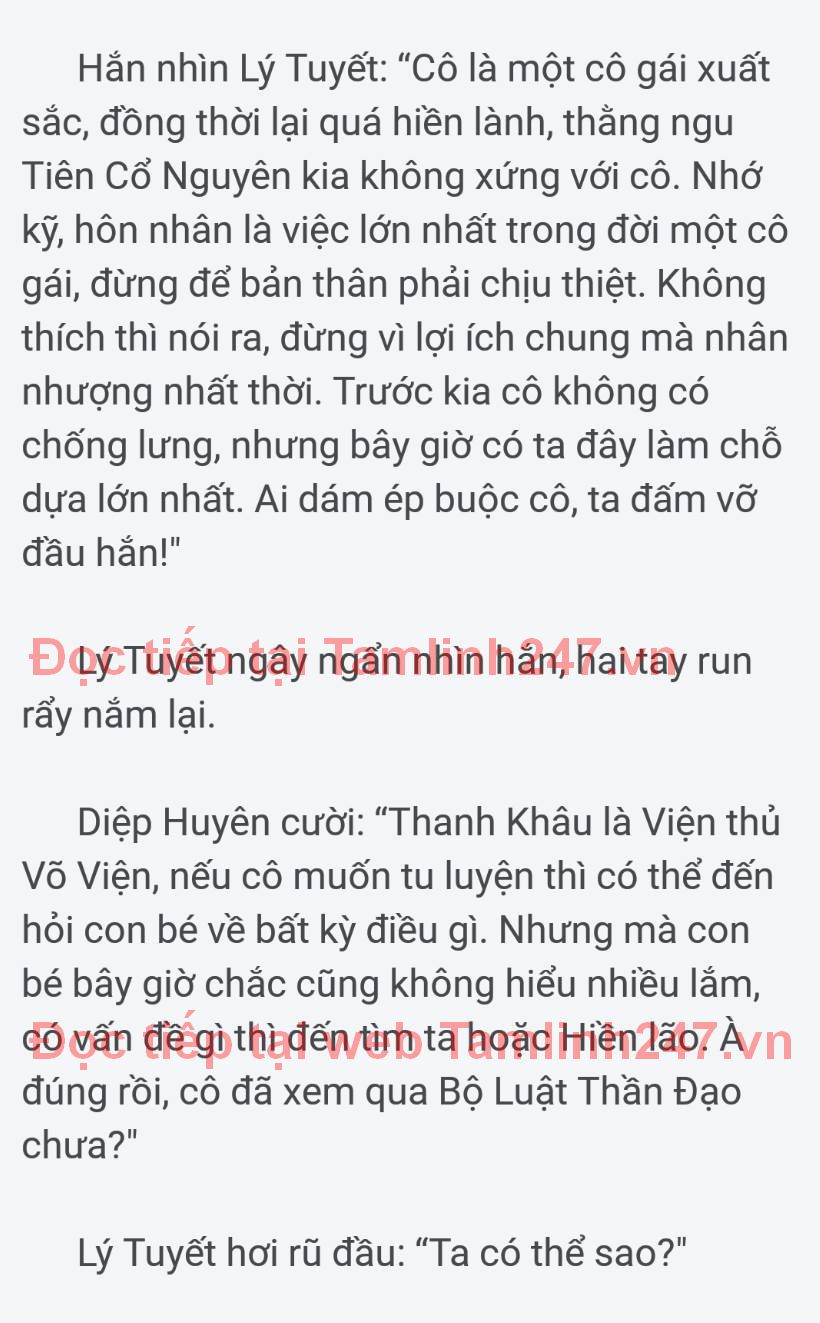 Hắn nhìn Lý Tuyết: “Cô là một cô gái xuất
sắc, đồng thời lại quá hiền lành, thằng ngu
Tiên Cổ Nguyên kia không xứng với cô. Nhớ
kỹ, hôn nhân là việc lớn nhất trong đời một cô
gái, đừng để bản thân phải chịu thiệt. Không
thích thì nói ra, đừng vì lợi ích chung mà nhân
nhượng nhất thời. Trước kia cô không có
chống lưng, nhưng bây giờ có ta đây làm chỗ
dựa lớn nhất. Ai dám ép buộc cô, ta đấm vỡ
đầu hắn!"
Lý Tuyết ngây ngẩn nhìn hắn, hai tay run
Đọc tiếp tại Tamlinh247.vn
rẩy nắm lại.
Diệp Huyên cười: “Thanh Khâu là Viện thủ
Võ Viện, nếu cô muốn tu luyện thì có thể đến
hỏi con bé về bất kỳ điều gì. Nhưng mà con
bé bây giờ chắc cũng không hiểu nhiều lắm,
có vấn đề gì thì đến tìm ta hoặc Hiền lão. À
Đọc tiếp tại web Tamlinh247.vn
đúng rồi, cô đã xem qua Bộ Luật Thần Đạo
chưa?"
Lý Tuyết hơi rũ đầu: “Ta có thể sao?"